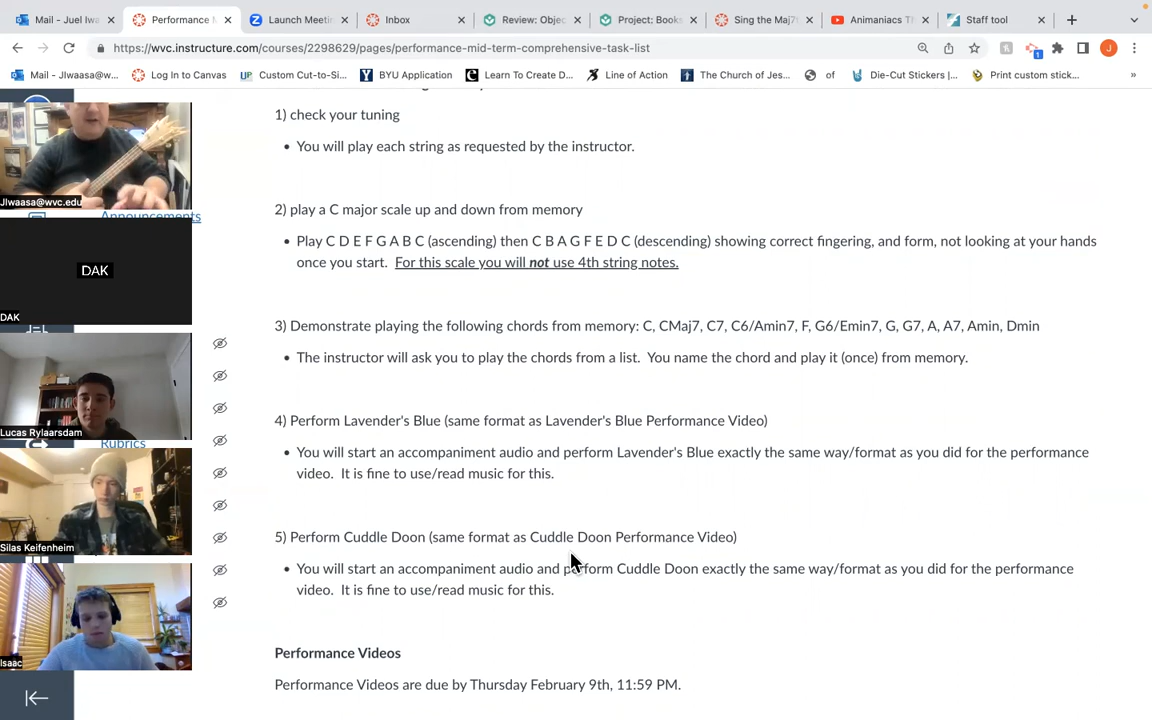 Mail - Juel Iwaas
Performance M
Launch Meeti
Inbox
Review: Objec
Project: Books
Sing the Maj7
Animaniacs Th
Staff tool
https://wvc.instructure.com/courses/2298629/pages/performance-mid-term-comprehensive-task-list
J
Mail - JIwaasa@w...
Log In to Canvas
Custom Cut-to-Si...
BYU Application
Learn To Create D...
Line of Action
The Church of Jes...
of
Die-Cut Stickers |...
Print custom stick...
»
1) check your tuning
• You will play each string as requested by the instructor.
JIwaasa@wvc.edu
2) play a C major scale up and down from memory
Announcements
• Play C D E F G A B C (ascending) then C B A G F E D C (descending) showing correct fingering, and form, not looking at your hands
once you start. For this scale you will not use 4th string notes.
DAK
DAK
3) Demonstrate playing the following chords from memory: C, CMaj7, C7, C6/Amin7, F, G6/Emin7, G, G7, A, A7, Amin, Dmin
• The instructor will ask you to play the chords from a list. You name the chord and play it (once) from memory.
4) Perform Lavender's Blue (same format as Lavender's Blue Performance Video)
Lucas Rylaarsdam
Rubrics
• You will start an accompaniment audio and perform Lavender's Blue exactly the same way/format as you did for the performance
video. It is fine to use/read music for this.
5) Perform Cuddle Doon (same format as Cuddle Doon Performance Video)
Silas Keifenheim
• You will start an accompaniment audio and perform Cuddle Doon exactly the same way/format as you did for the performance
video. It is fine to use/read music for this.
Performance Videos
Isaac
Performance Videos are due by Thursday February 9th, 11:59 PM.